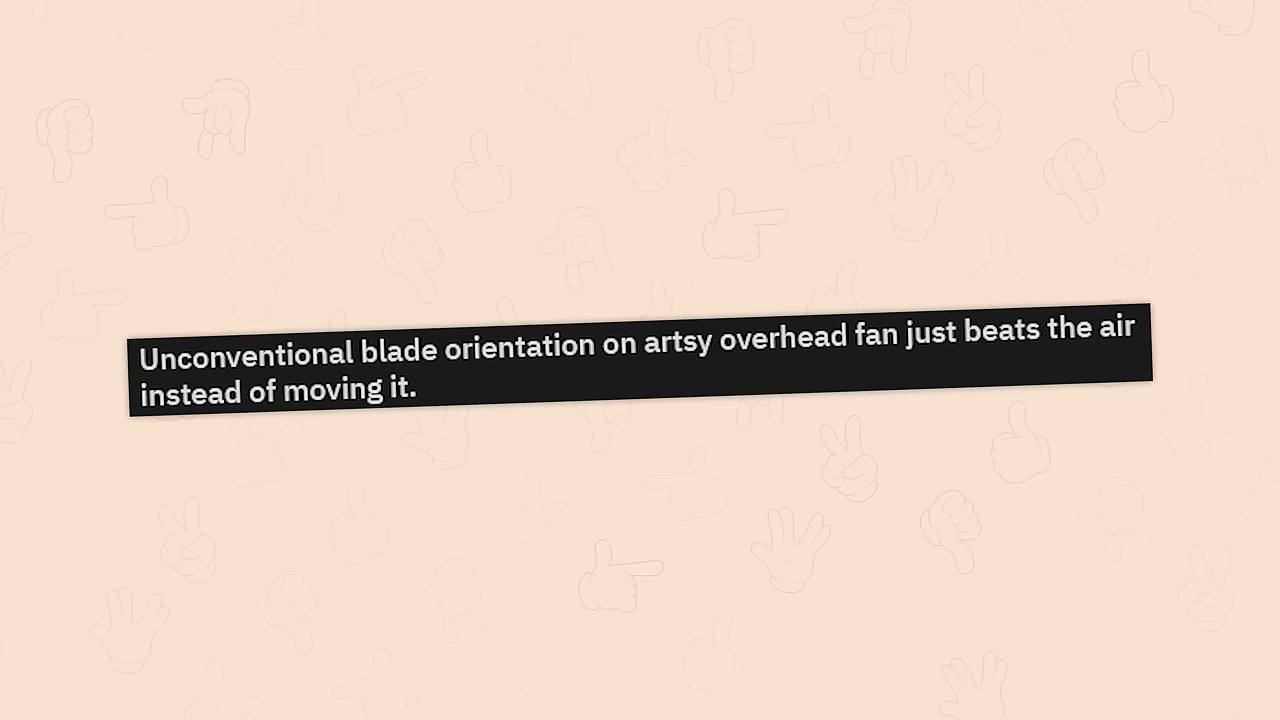 Unconventional blade orientation on artsy overhead fan just beats the air
instead of moving it.